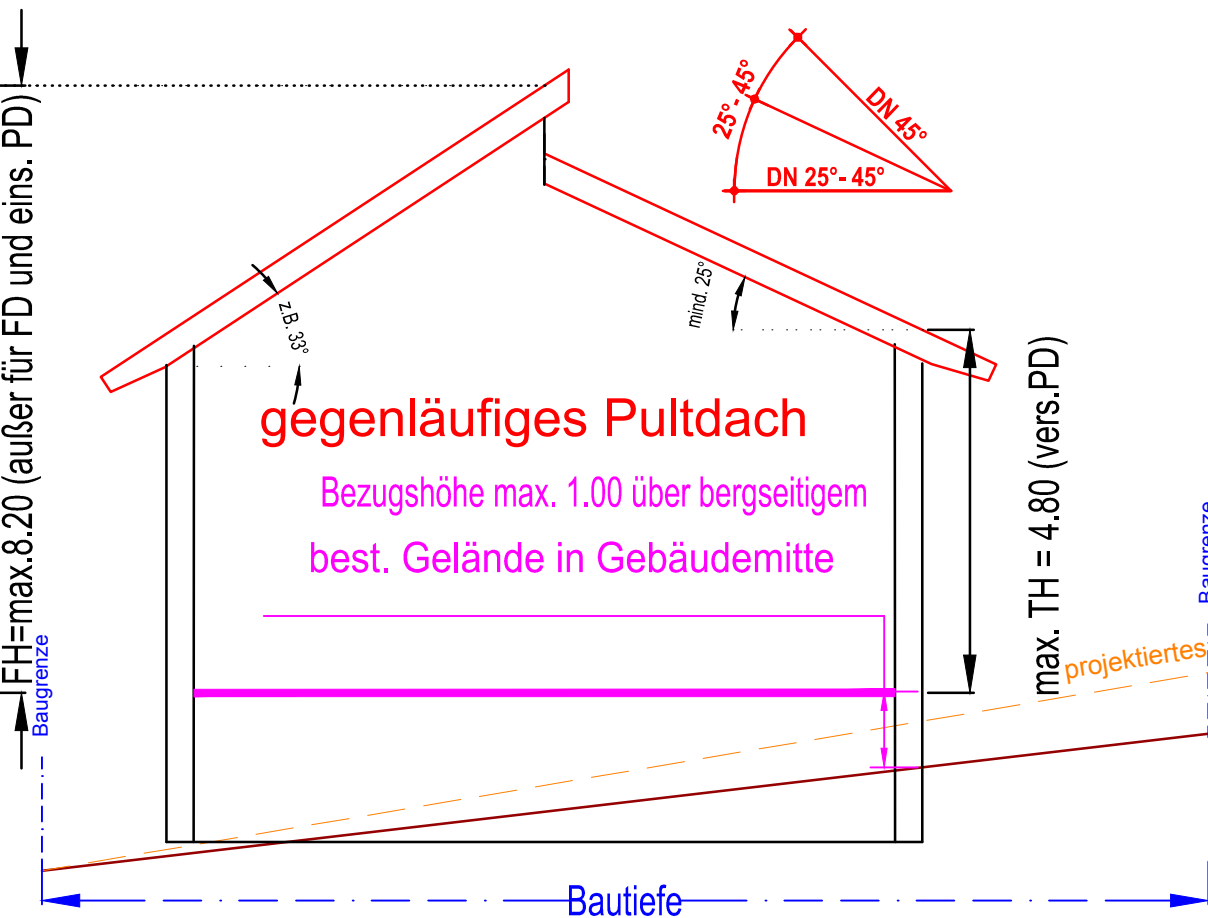 FH=max.8.20 (außer für FD und eins. PD)
25°- 45°
DN 45°
DN 25°- 45°
z.B. 33°
mind. 25°
gegenläufiges Pultdach
Bezugshöhe max. 1.00 über bergseitigem
best. Gelände in Gebäudemitte
max. TH = 4.80 (vers.PD)
Baugrenze
Baugrenze
projektiertes
Bautiefe